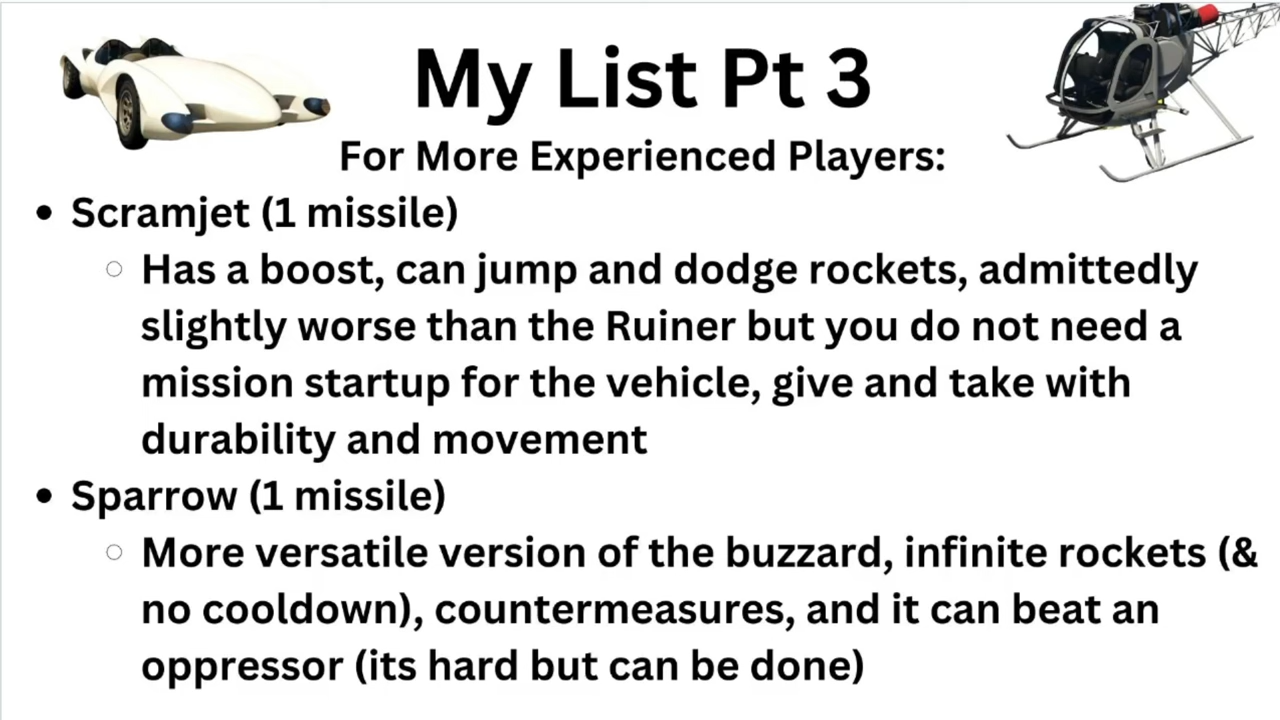 My List Pt 3
For More Experienced Players:
• Scramjet (1 missile)
○ Has a boost, can jump and dodge rockets, admittedly
slightly worse than the Ruiner but you do not need a
mission startup for the vehicle, give and take with
durability and movement
• Sparrow (1 missile)
○ More versatile version of the buzzard, infinite rockets (&
no cooldown), countermeasures, and it can beat an
oppressor (its hard but can be done)